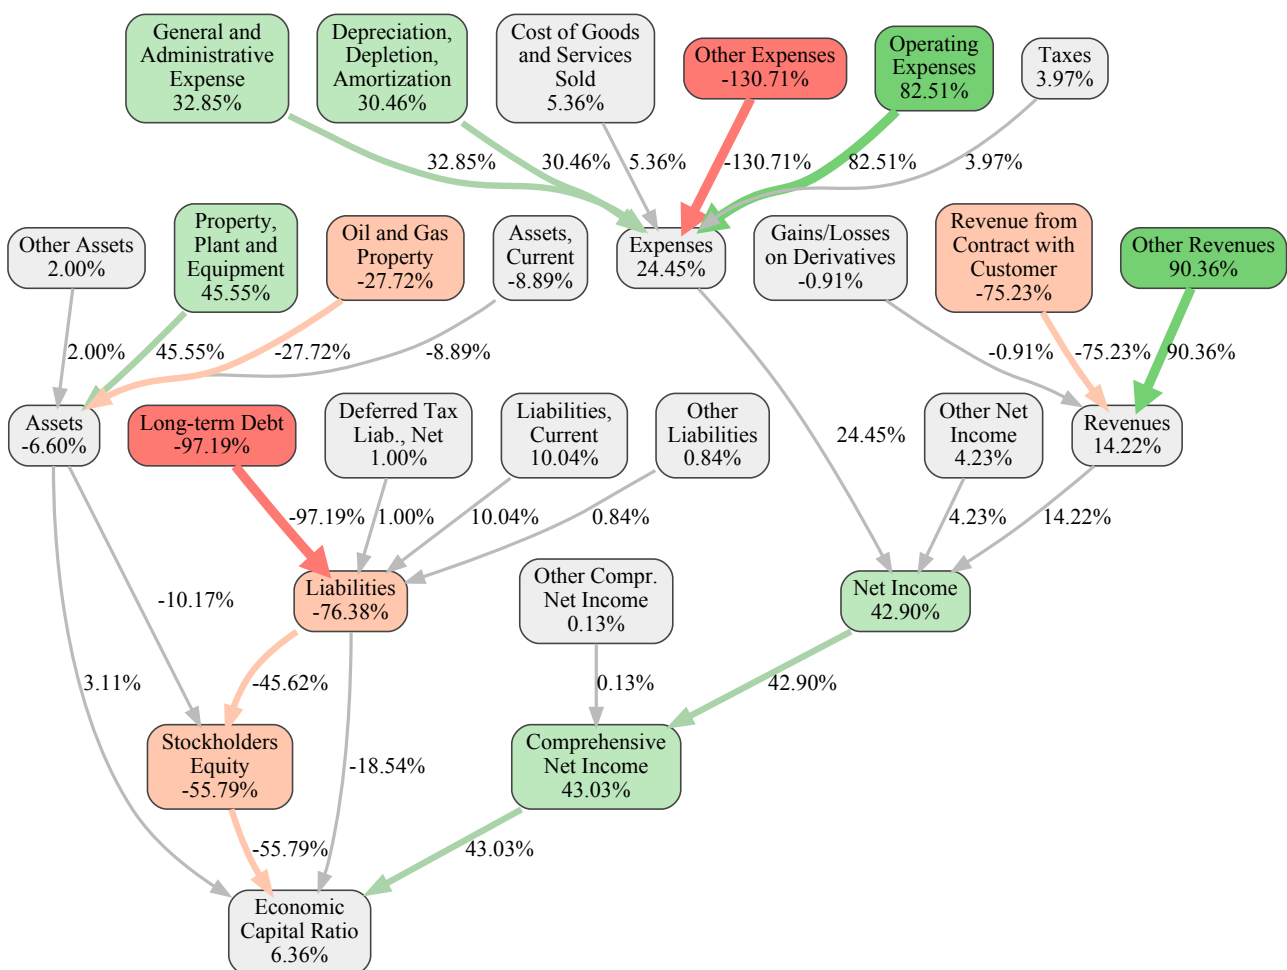 General and
Administrative
Expense
32.85%
Depreciation,
Depletion,
Amortization
30.46%
Cost of Goods
and Services
Sold
5.36%
Other Expenses
-130.71%
Operating
Expenses
82.51%
Taxes
3.97%
32.85%
30.46%
5.36%
-130.71%
82.51%
3.97%
Other Assets
2.00%
Property,
Plant and
Equipment
45.55%
Oil and Gas
Property
-27.72%
Assets,
Current
-8.89%
Expenses
24.45%
Gains/Losses
on Derivatives
-0.91%
Revenue from
Contract with
Customer
-75.23%
Other Revenues
90.36%
2.00%
45.55%
-27.72%
-8.89%
-0.91%
-75.23%
90.36%
Assets
-6.60%
Long-term Debt
-97.19%
Deferred Tax
Liab., Net
1.00%
Liabilities,
Current
10.04%
Other
Liabilities
0.84%
24.45%
Other Net
Income
4.23%
Revenues
14.22%
-97.19%
1.00%
10.04%
0.84%
4.23%
14.22%
-10.17%
Liabilities
-76.38%
Other Compr.
Net Income
0.13%
Net Income
42.90%
3.11%
-45.62%
0.13%
42.90%
Stockholders
Equity
-55.79%
-18.54%
Comprehensive
Net Income
43.03%
-55.79%
43.03%
Economic
Capital Ratio
6.36%